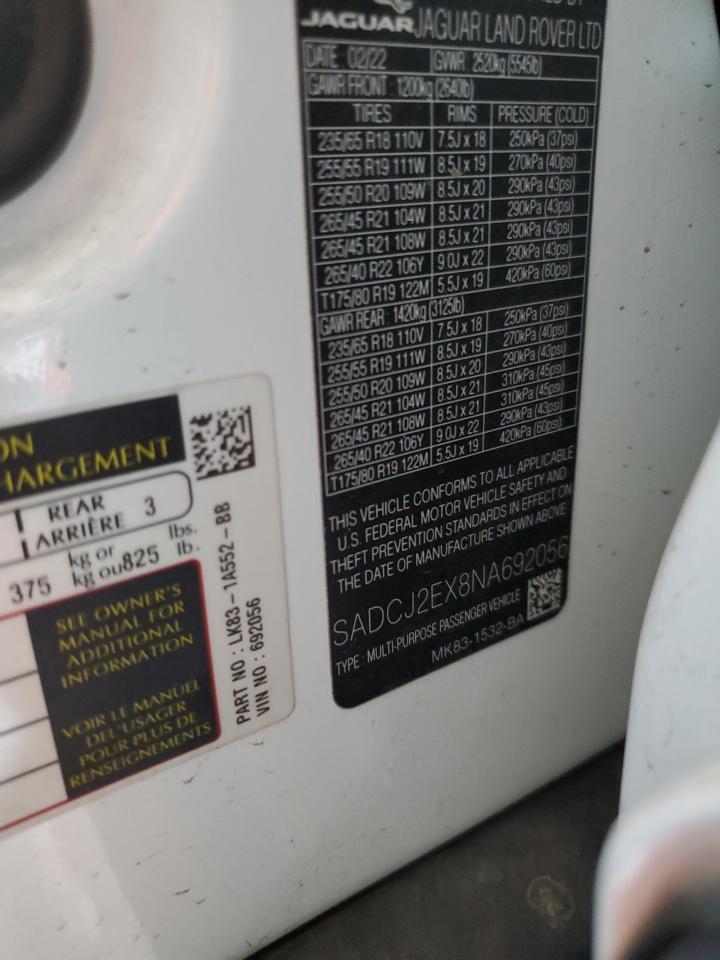 JAGUAR JAGUAR LAND ROVER LTD
DATE 02/22 GVWR 2520kg (5545lb)
GAWR FRONT : 1200kg (2640lb)
TIRES RIMS PRESSURE (COLD)
235/65 R18 110V 7.5J x 18 250kPa (37psi)
255/55 R19 111W 8.5J x 19 270kPa (40psi)
255/50 R20 109W 8.5J x 20 290kPa (43psi)
265/45 R21 104W 8.5J x 21 290kPa (43psi)
265/45 R21 108W 8.5J x 21 290kPa (43psi)
265/40 R22 106Y 9.0J x 22 290kPa (43psi)
T175/80 R19 122M 5.5J x 19 420kPa (60psi)
GAWR REAR : 1420kg (3125lb)
235/65 R18 110V 7.5J x 18 250kPa (37psi)
255/55 R19 111W 8.5J x 19 270kPa (40psi)
255/50 R20 109W 8.5J x 20 290kPa (43psi)
265/45 R21 104W 8.5J x 21 310kPa (45psi)
265/45 R21 108W 8.5J x 21 310kPa (45psi)
265/40 R22 106Y 9.0J x 22 290kPa (43psi)
T175/80 R19 122M 5.5J x 19 420kPa (60psi)
THIS VEHICLE CONFORMS TO ALL APPLICABLE
U.S. FEDERAL MOTOR VEHICLE SAFETY AND
THEFT PREVENTION STANDARDS IN EFFECT ON
THE DATE OF MANUFACTURE SHOWN ABOVE
SADCJ2EX8NA692056
TYPE : MULTI-PURPOSE PASSENGER VEHICLE
MK83-1532-BA
ON
HARGEMENT
REAR
ARRIÈRE 3
375 kg or 825 lbs.
kg ou lb.
SEE OWNER'S
MANUAL FOR
ADDITIONAL
INFORMATION
VOIR LE MANUEL
DEL'USAGER
POUR PLUS DE
RENSEIGNEMENTS
PART NO : LK83-1A552-BB
VIN NO : 692056